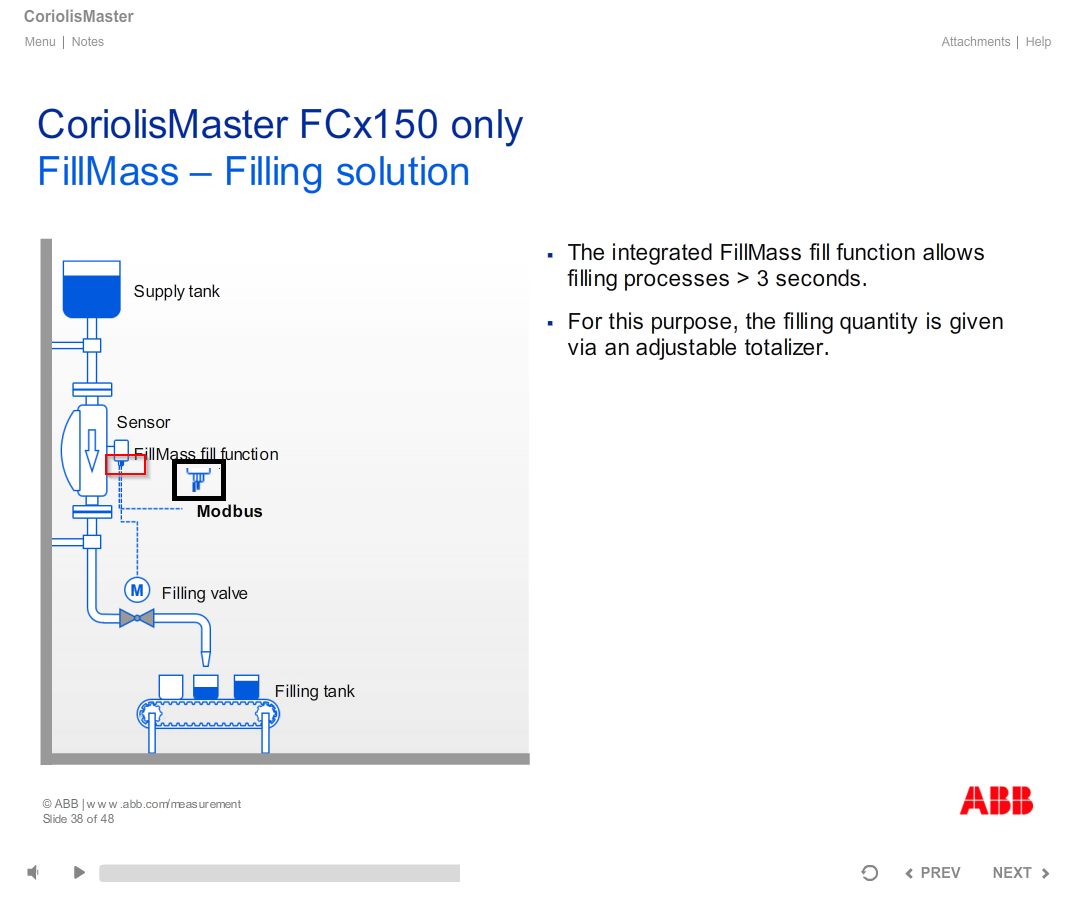 CoriolisMaster
Menu | Notes
Attachments | Help
CoriolisMaster FCx150 only
FillMass – Filling solution
Supply tank
Sensor
FillMass fill function
Modbus
M
Filling valve
Filling tank
▪ The integrated FillMass fill function allows
filling processes > 3 seconds.
▪ For this purpose, the filling quantity is given
via an adjustable totalizer.
© ABB | www.abb.com/measurement
Slide 38 of 48
ABB
PREV
NEXT